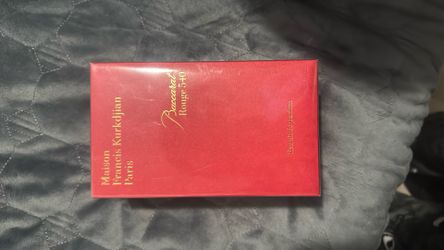 Maison
Francis Kurkdjian
Paris
Baccarat
Rouge 540